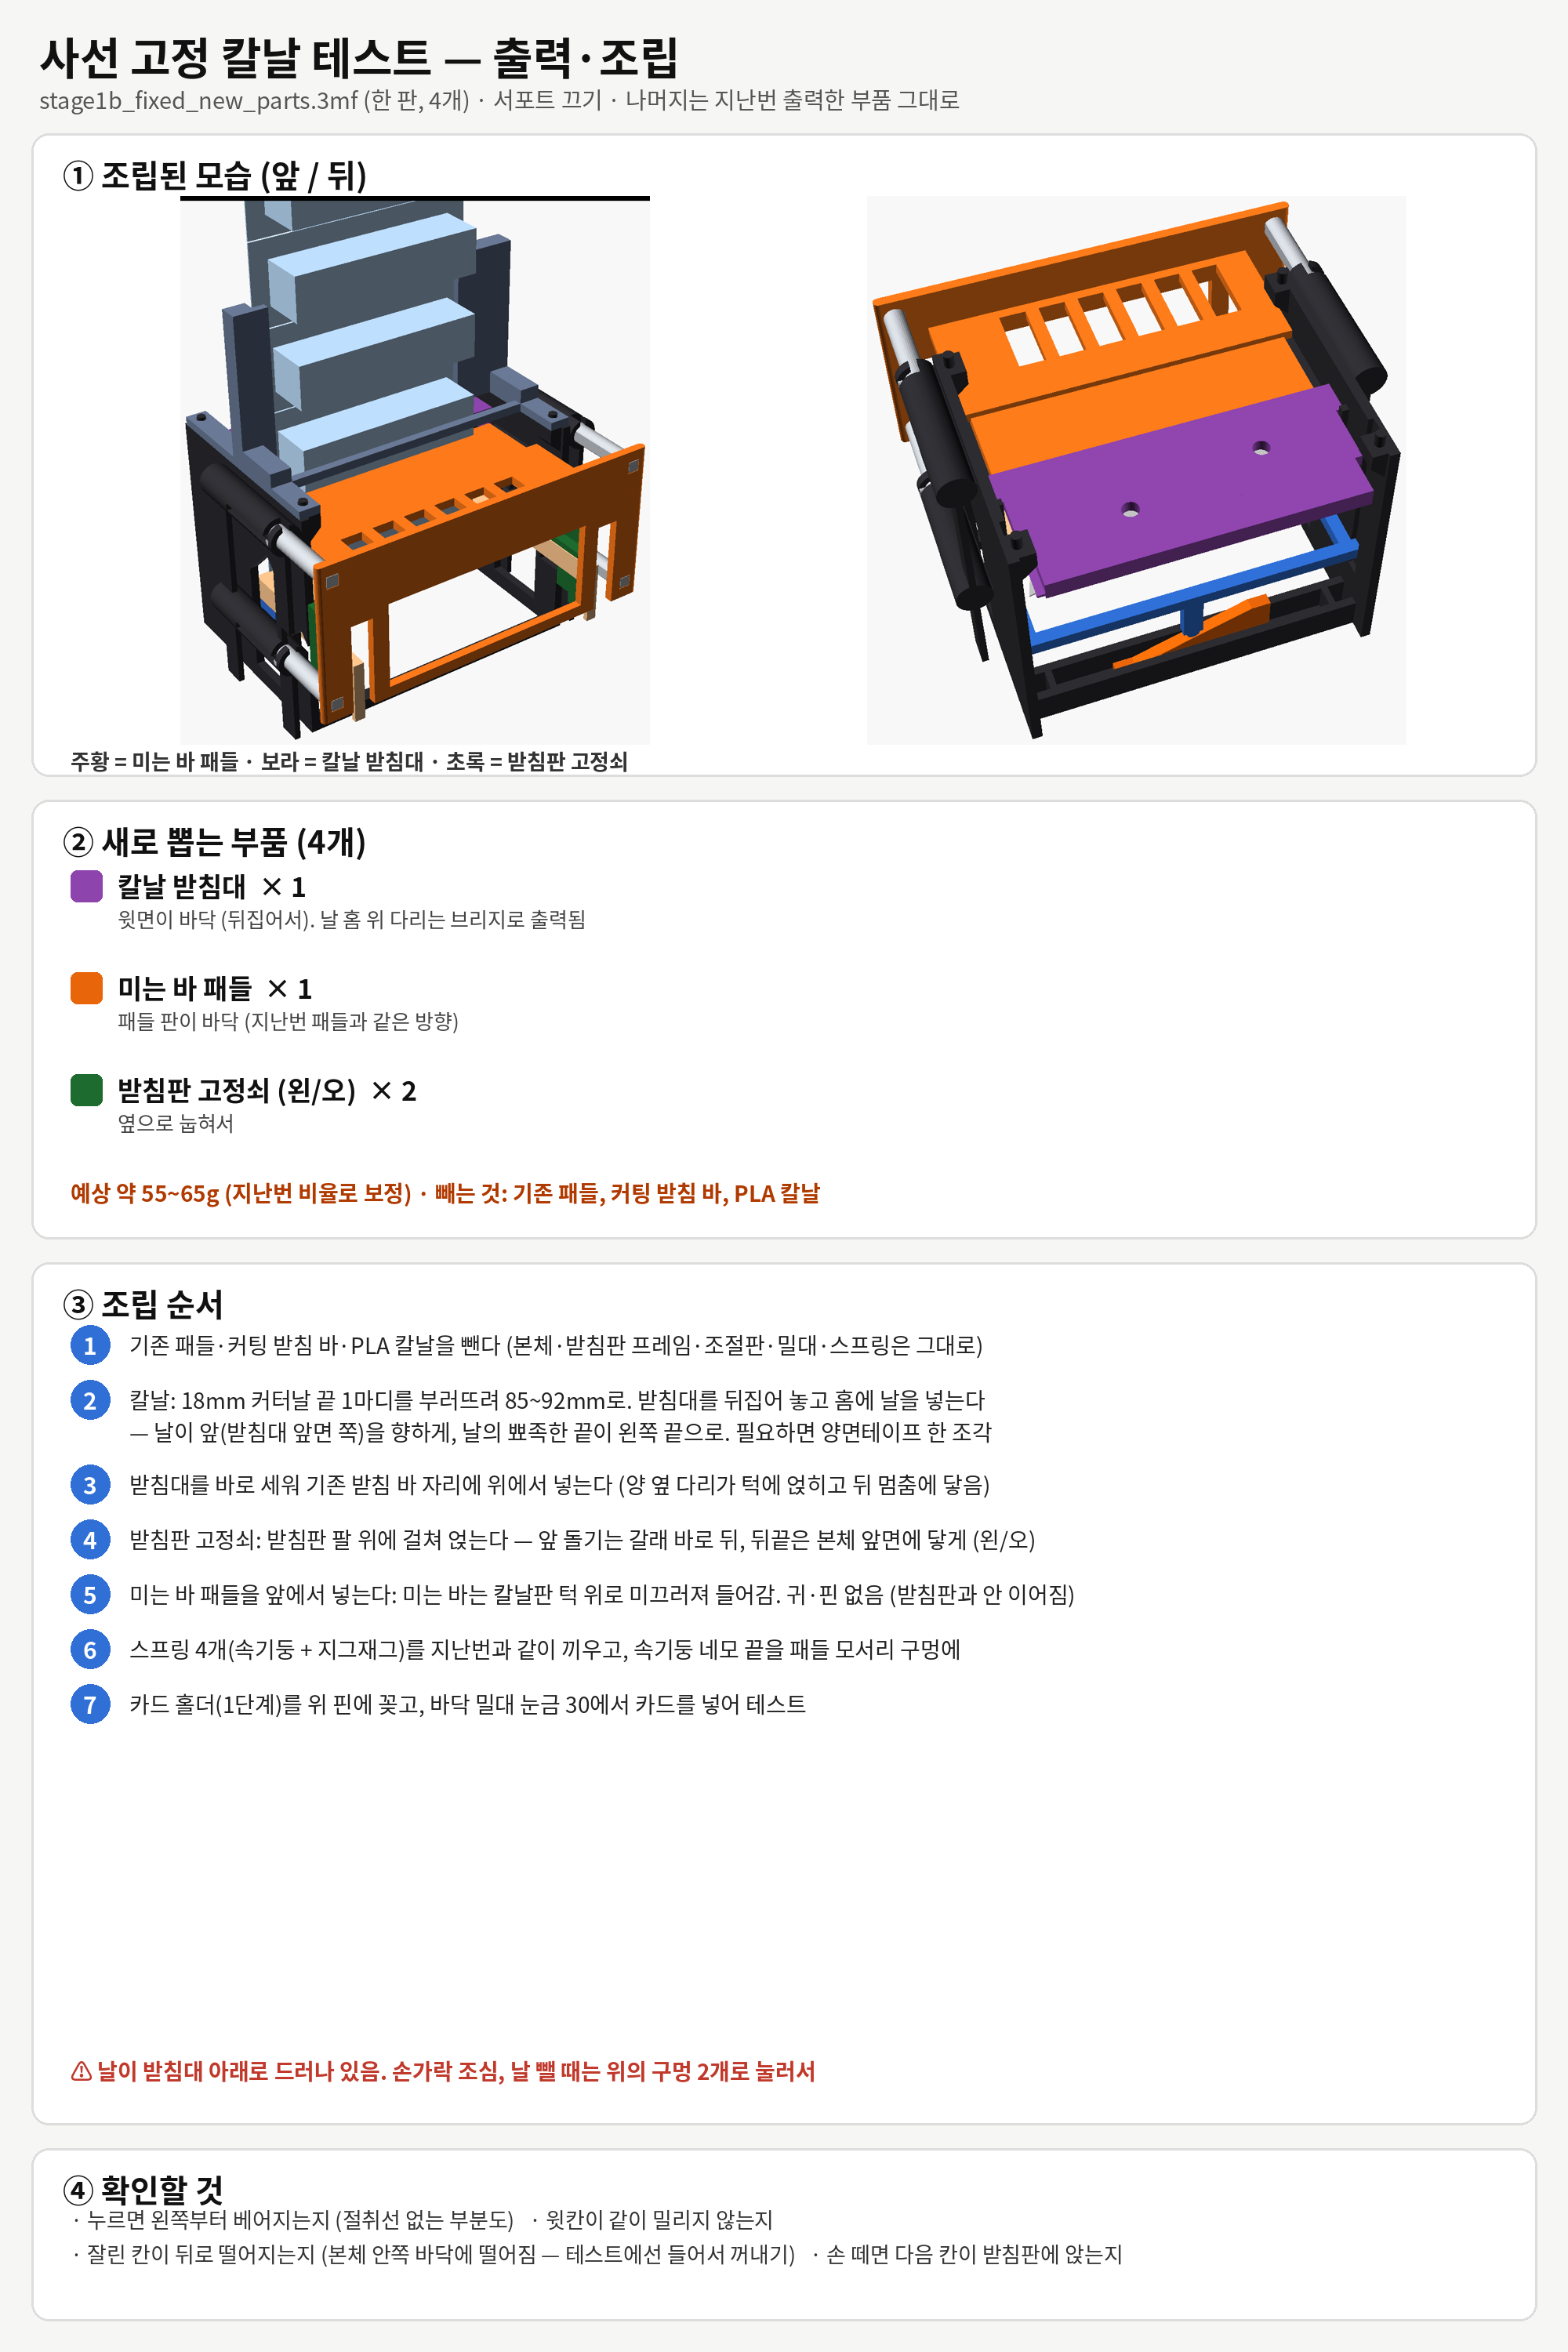 사선 고정 칼날 테스트 — 출력·조립
stage1b_fixed_new_parts.3mf (한 판, 4개) · 서포트 끄기 · 나머지는 지난번 출력한 부품 그대로
① 조립된 모습 (앞 / 뒤)
주황 = 미는 바 패들 · 보라 = 칼날 받침대 · 초록 = 받침판 고정쇠
② 새로 뽑는 부품 (4개)
칼날 받침대 × 1
윗면이 바닥 (뒤집어서). 날 홈 위 다리는 브리지로 출력됨
미는 바 패들 × 1
패들 판이 바닥 (지난번 패들과 같은 방향)
받침판 고정쇠 (왼/오) × 2
옆으로 눕혀서
예상 약 55~65g (지난번 비율로 보정) · 빼는 것: 기존 패들, 커팅 받침 바, PLA 칼날
③ 조립 순서
1 기존 패들·커팅 받침 바·PLA 칼날을 뺀다 (본체·받침판 프레임·조절판·밀대·스프링은 그대로)
2 칼날: 18mm 커터날 끝 1마디를 부러뜨려 85~92mm로. 받침대를 뒤집어 놓고 홈에 날을 넣는다
— 날이 앞(받침대 앞면 쪽)을 향하게, 날의 뾰족한 끝이 왼쪽 끝으로. 필요하면 양면테이프 한 조각
3 받침대를 바로 세워 기존 받침 바 자리에 위에서 넣는다 (양 옆 다리가 턱에 얹히고 뒤 멈춤에 닿음)
4 받침판 고정쇠: 받침판 팔 위에 걸쳐 얹는다 — 앞 돌기는 갈래 바로 뒤, 뒤끝은 본체 앞면에 닿게 (왼/오)
5 미는 바 패들을 앞에서 넣는다: 미는 바는 칼날판 턱 위로 미끄러져 들어감. 귀·핀 없음 (받침판과 안 이어짐)
6 스프링 4개(속기둥 + 지그재그)를 지난번과 같이 끼우고, 속기둥 네모 끝을 패들 모서리 구멍에
7 카드 홀더(1단계)를 위 핀에 꽂고, 바닥 밀대 눈금 30에서 카드를 넣어 테스트
⚠ 날이 받침대 아래로 드러나 있음. 손가락 조심, 날 뺄 때는 위의 구멍 2개로 눌러서
④ 확인할 것
· 누르면 왼쪽부터 베어지는지 (절취선 없는 부분도) · 윗칸이 같이 밀리지 않는지
· 잘린 칸이 뒤로 떨어지는지 (본체 안쪽 바닥에 떨어짐 — 테스트에선 들어서 꺼내기) · 손 떼면 다음 칸이 받침판에 앉는지